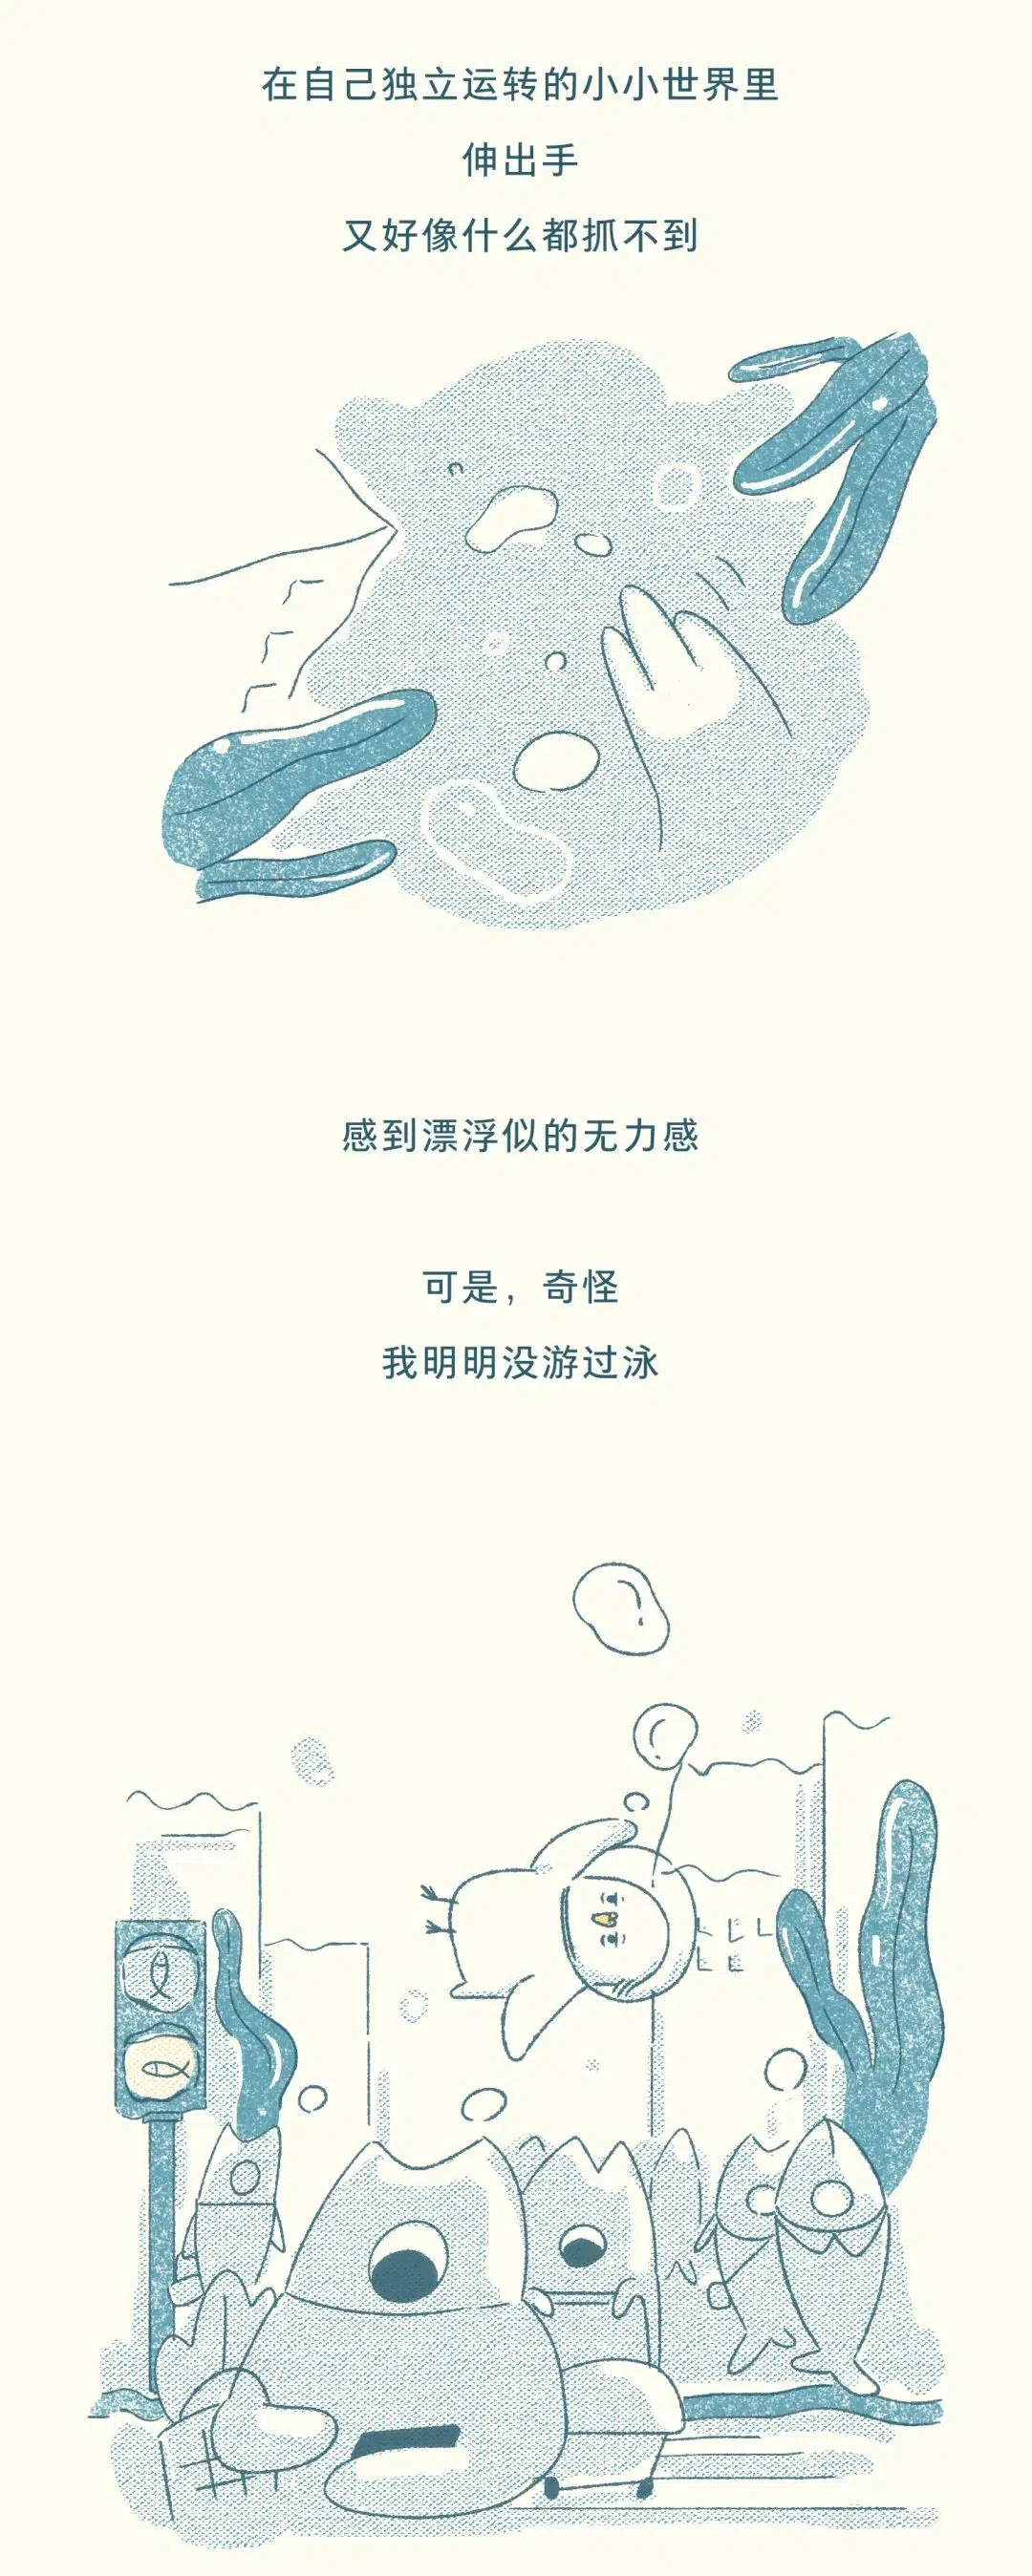 在自己独立运转的小小世界里
伸出手
又好像什么都抓不到
感到漂浮似的无力感
可是，奇怪
我明明没游过泳